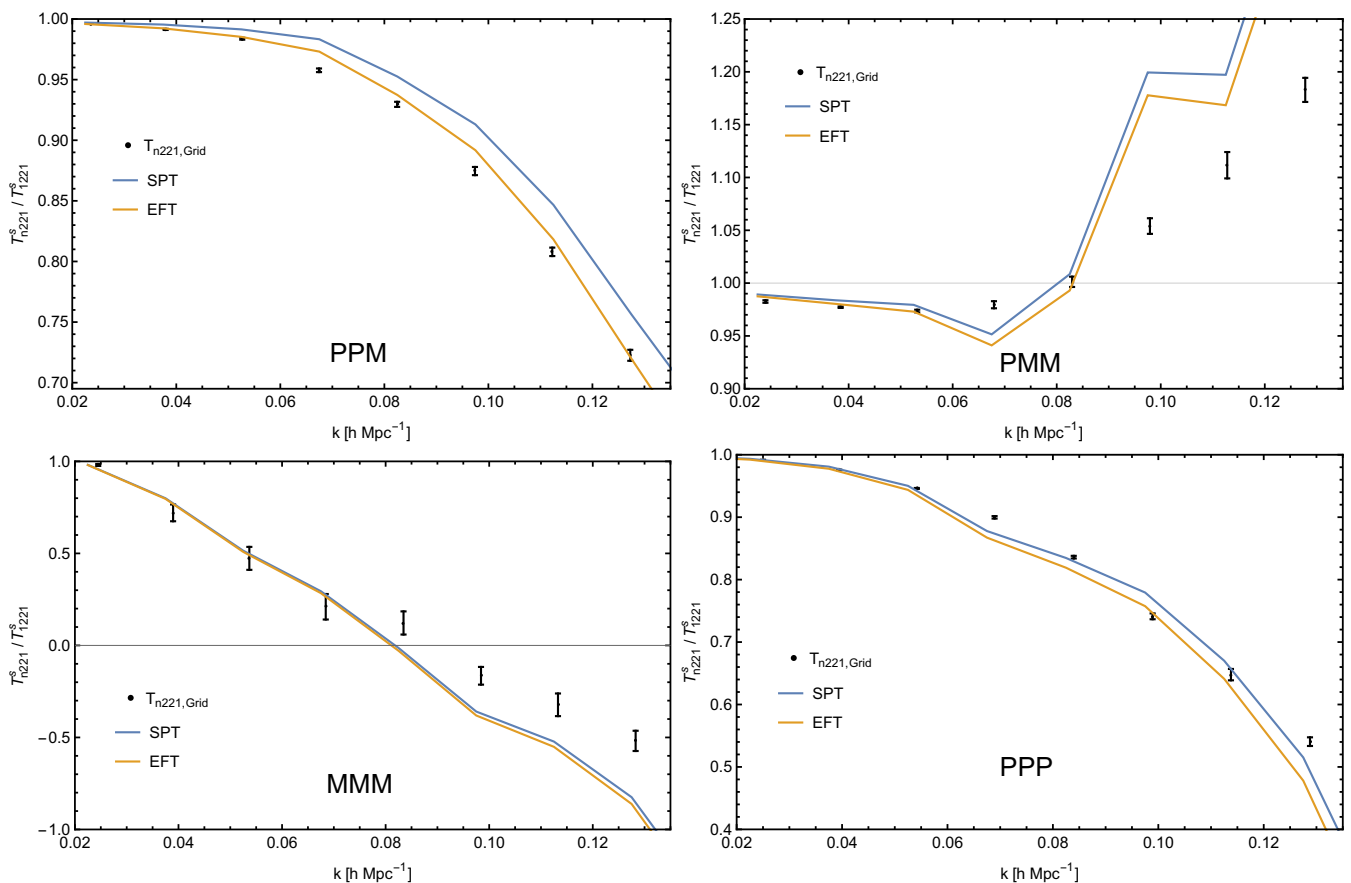 1.00
0.95
0.90
0.85
0.80
0.75
0.70
T^s_n221 / T^s_1221
T_n221,Grid
SPT
EFT
PPM
0.02 0.04 0.06 0.08 0.10 0.12
k [h Mpc⁻¹]
1.20
1.15
1.10
1.05
1.00
0.95
0.90
T^s_n221 / T^s_1221
T_n221,Grid
SPT
EFT
PMM
0.02 0.04 0.06 0.08 0.10 0.12
k [h Mpc⁻¹]
1.0
0.5
0.0
−0.5
−1.0
T^s_n221 / T^s_1221
T_n221,Grid
SPT
EFT
MMM
0.02 0.04 0.06 0.08 0.10 0.12
k [h Mpc⁻¹]
1.0
0.9
0.8
0.7
0.6
0.5
0.4
T^s_n221 / T^s_1221
T_n221,Grid
SPT
EFT
PPP
0.02 0.04 0.06 0.08 0.10 0.12
k [h Mpc⁻¹]